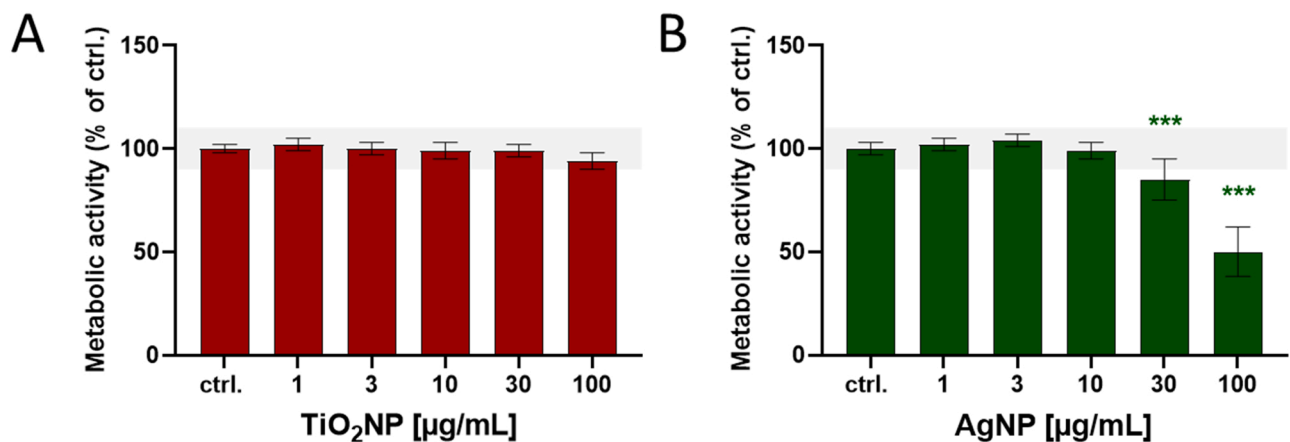 A
Metabolic activity (% of ctrl.)
150
100
50
0
ctrl. 1 3 10 30 100
TiO₂NP [µg/mL]
B
Metabolic activity (% of ctrl.)
150
100
50
0
***
***
ctrl. 1 3 10 30 100
AgNP [µg/mL]